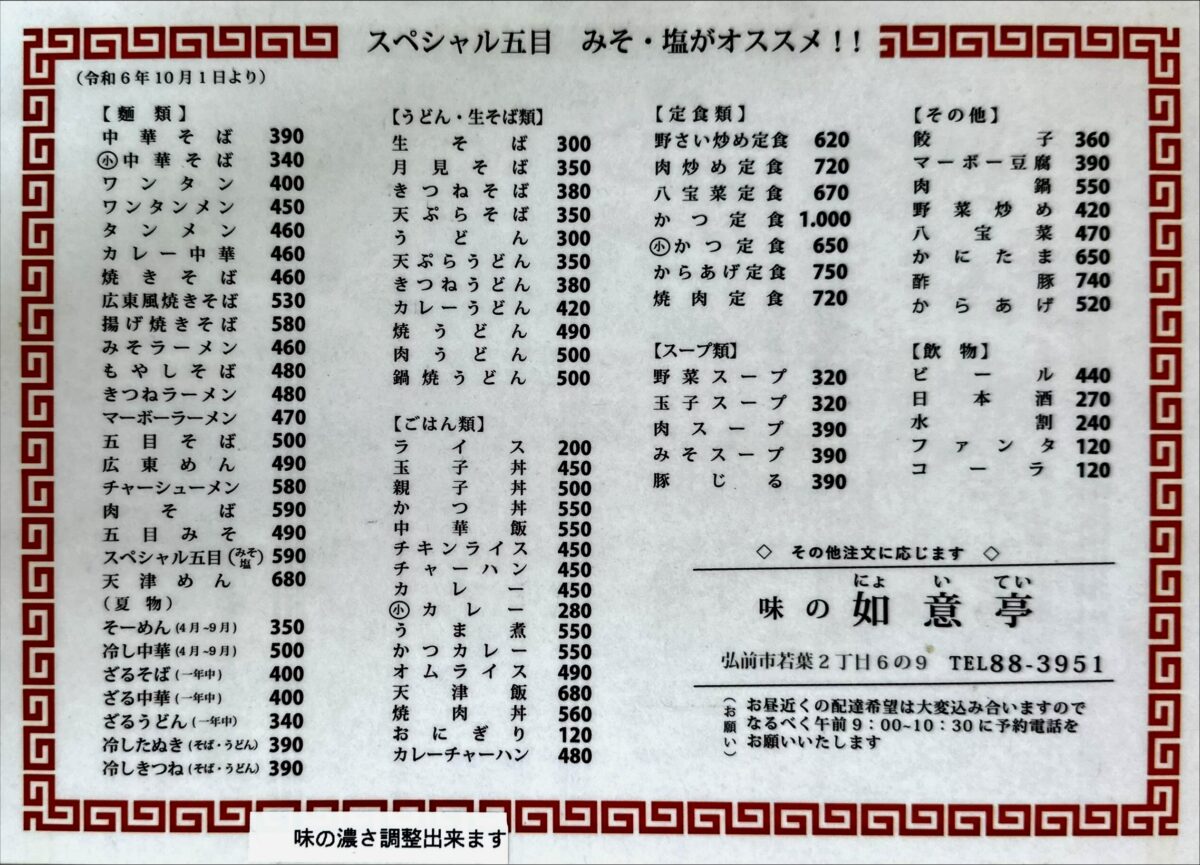 スペシャル五目 みそ・塩がオススメ!!
(令和6年10月1日より)
【麺類】
中華そば 390
㋛中華そば 340
ワンタン 400
ワンタンメン 450
タンメン 460
カレー中華 460
焼きそば 460
広東風焼きそば 530
揚げ焼きそば 580
みそラーメン 460
もやしそば 480
きつねラーメン 480
マーボーラーメン 470
五目そば 500
広東めん 490
チャーシューメン 580
肉そば 590
五目みそ 490
スペシャル五目(みそ 塩) 590
天津めん 680
(夏物)
そーめん(4月~9月) 350
冷し中華(4月~9月) 500
ざるそば(一年中) 400
ざる中華(一年中) 400
ざるうどん(一年中) 340
冷したぬき(そば・うどん) 390
冷しきつね(そば・うどん) 390
【うどん・生そば類】
生そば 300
月見そば 350
きつねそば 380
天ぷらそば 350
うどん 300
天ぷらうどん 350
きつねうどん 380
カレーうどん 420
焼うどん 490
肉うどん 500
鍋焼うどん 500
【ごはん類】
ライス 200
玉子丼 450
親子丼 500
かつ丼 550
中華飯 550
チキンライス 450
チャーハン 450
カレー 450
小カレー 280
うま煮 550
かつカレー 550
オムライス 490
天津飯 680
焼肉丼 560
おにぎり 120
カレーチャーハン 480
【定食類】
野さい炒め定食 620
肉炒め定食 720
八宝菜定食 670
かつ定食 1.000
小かつ定食 650
からあげ定食 750
焼肉定食 720
【スープ類】
野菜スープ 320
玉子スープ 320
肉スープ 390
みそスープ 390
豚じる 390
【その他】
餃子 360
マーボー豆腐 390
肉鍋 550
野菜炒め 420
八宝菜 470
かにたま 650
酢豚 740
からあげ 520
【飲物】
ビール 440
日本酒 270
水割 240
ファンタ 120
コーラ 120
◇ その他注文に応じます ◇
にょいてい
味の如意亭
弘前市若葉2丁目6の9 TEL88-3951
(お願い)
お昼近くの配達希望は大変込み合いますので
なるべく午前9:00~10:30に予約電話を
お願いいたします
味の濃さ調整出来ます